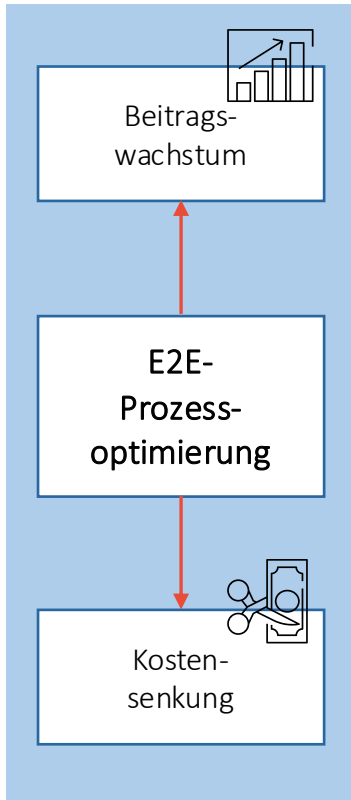 Beitrags-
wachstum
E2E-
Prozess-
optimierung
Kosten-
senkung